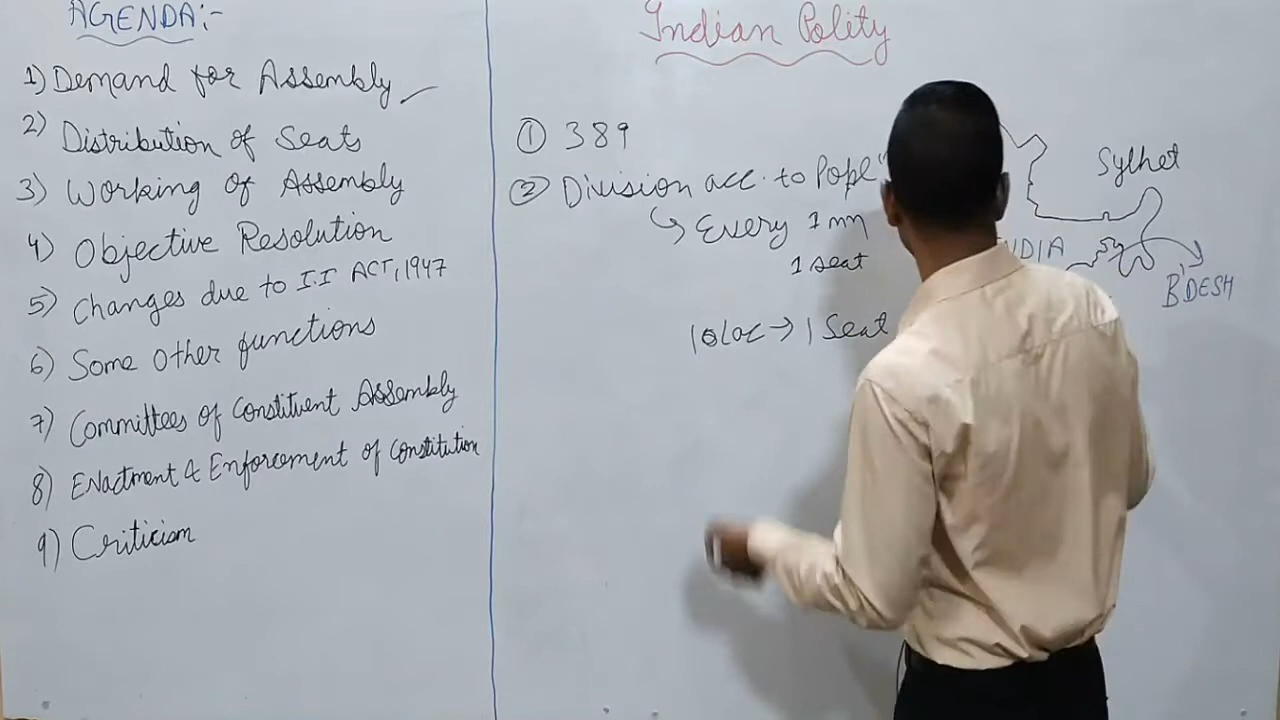 AGENDA:-
1) Demand for Assembly
2) Distribution of Seats
3) Working of Assembly
4) Objective Resolution
5) Changes due to I.I ACT, 1947
6) Some Other functions
7) Committees of Constituent Assembly
8) Enactment & Enforcement of Constitution
9) Criticism
Indian Polity
① 389
② Division acc. to Popl"
↳ Every 1 mn
1 seat
10 lac → 1 Seat
Sylhet
NDIA
B'DESH